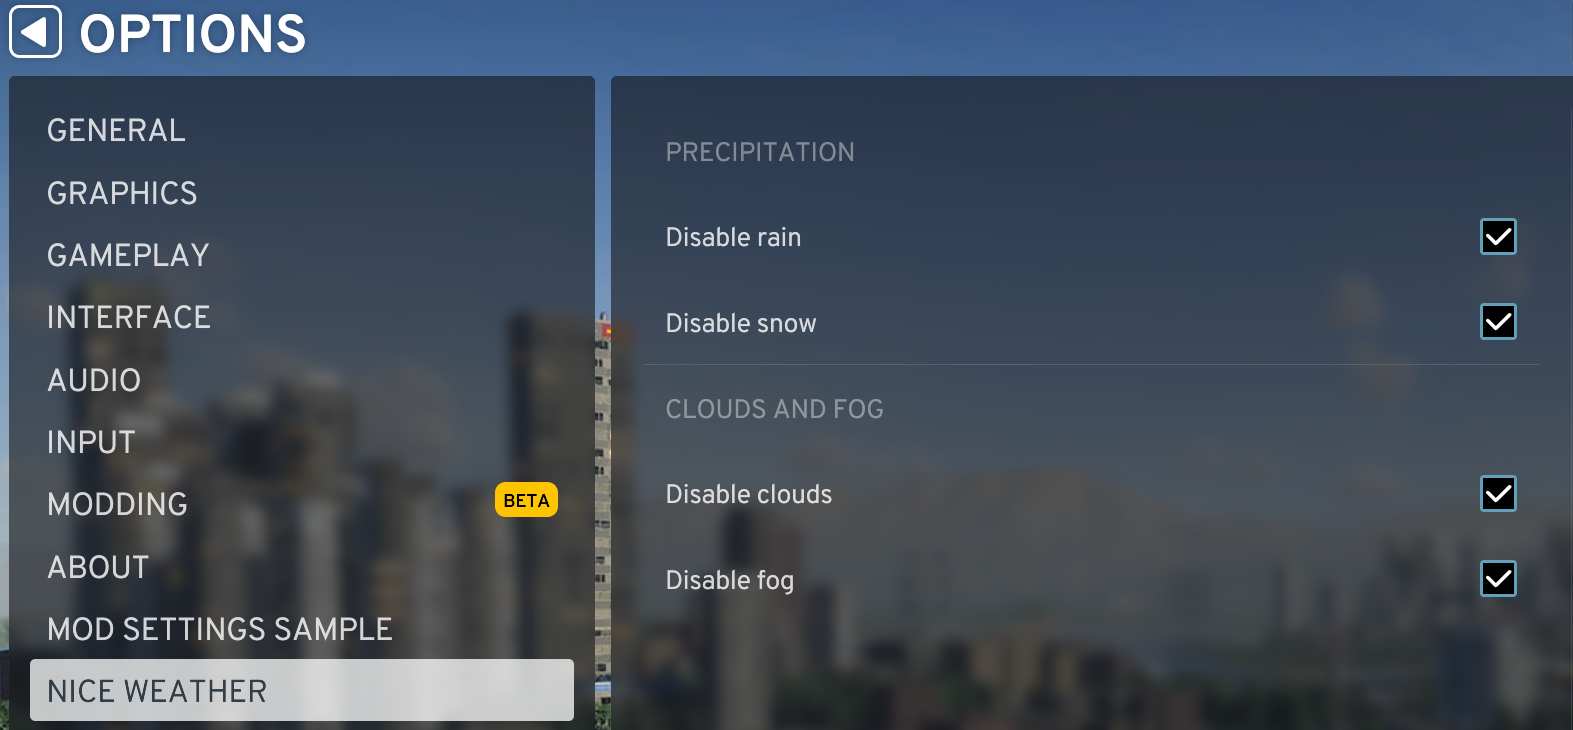 OPTIONS
GENERAL
GRAPHICS
GAMEPLAY
INTERFACE
AUDIO
INPUT
MODDING
BETA
ABOUT
MOD SETTINGS SAMPLE
NICE WEATHER
PRECIPITATION
Disable rain
Disable snow
CLOUDS AND FOG
Disable clouds
Disable fog